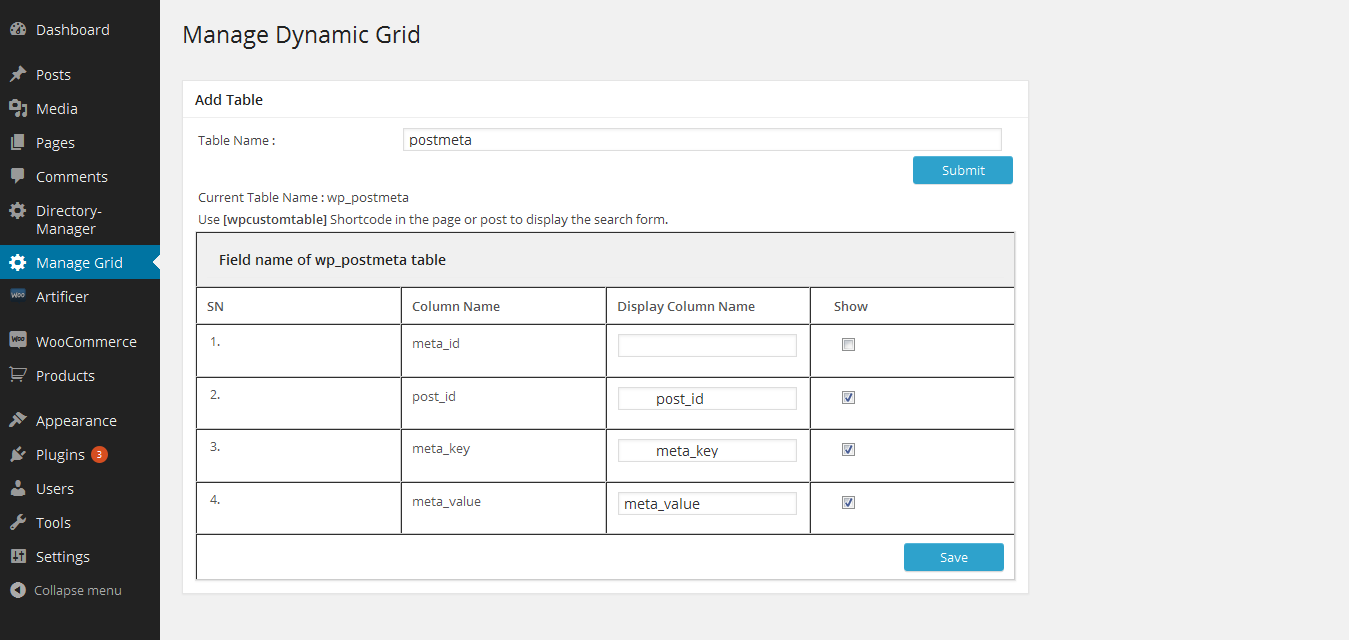 Dashboard
Posts
Media
Pages
Comments
Directory-
Manager
Manage Grid
Woo Artificer
Woo WooCommerce
Products
Appearance
Plugins 3
Users
Tools
Settings
Collapse menu
Manage Dynamic Grid
Add Table
Table Name : postmeta
Submit
Current Table Name : wp_postmeta
Use [wpcustomtable] Shortcode in the page or post to display the search form.
Field name of wp_postmeta table
SN Column Name Display Column Name Show
1. meta_id
2. post_id post_id
3. meta_key meta_key
4. meta_value meta_value
Save